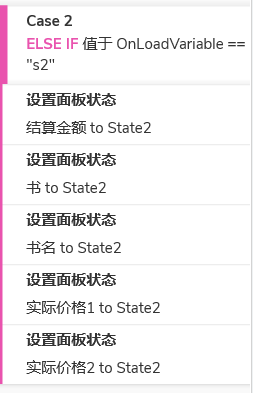 Case 2
ELSE IF 值于 OnLoadVariable ==
"s2"
设置面板状态
结算金额 to State2
设置面板状态
书 to State2
设置面板状态
书名 to State2
设置面板状态
实际价格1 to State2
设置面板状态
实际价格2 to State2